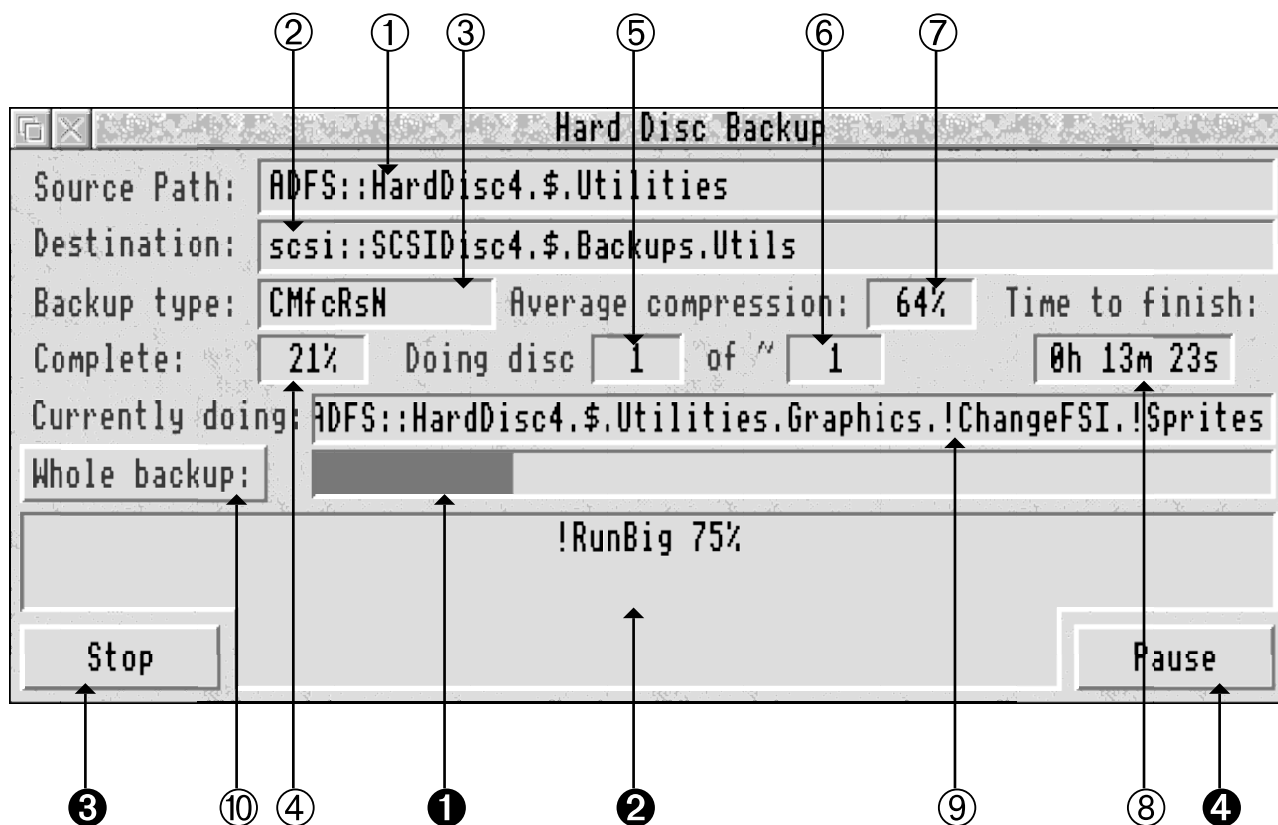 ② ① ③ ⑤ ⑥ ⑦
Hard Disc Backup
Source Path: ADFS::HardDisc4.$.Utilities
Destination: scsi::SCSIDisc4.$.Backups.Utils
Backup type: CMfcRsN Average compression: 64% Time to finish:
Complete: 21% Doing disc 1 of ~ 1 0h 13m 23s
Currently doing: ADFS::HardDisc4.$.Utilities.Graphics.!ChangeFSI.!Sprites
Whole backup:
!RunBig 75%
Stop Pause
❸ ⑩ ④ ❶ ❷ ⑨ ⑧ ❹